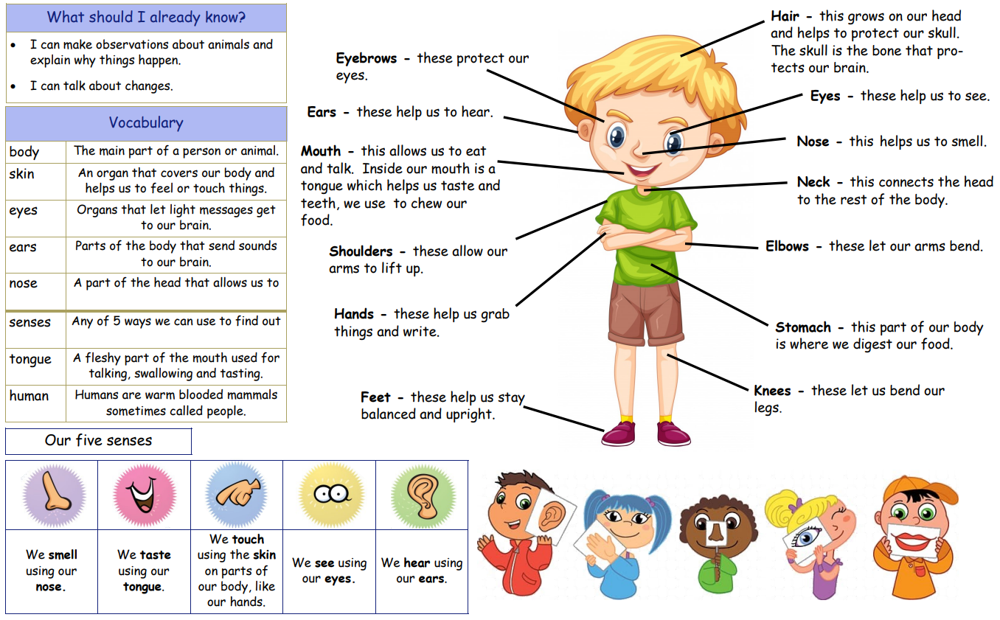 What should I already know?
• I can make observations about animals and
explain why things happen.
• I can talk about changes.
Vocabulary
body The main part of a person or animal.
skin An organ that covers our body and
helps us to feel or touch things.
eyes Organs that let light messages get
to our brain.
ears Parts of the body that send sounds
to our brain.
nose A part of the head that allows us to
senses Any of 5 ways we can use to find out
tongue A fleshy part of the mouth used for
talking, swallowing and tasting.
human Humans are warm blooded mammals
sometimes called people.
Eyebrows - these protect our
eyes.
Ears - these help us to hear.
Mouth - this allows us to eat
and talk. Inside our mouth is a
tongue which helps us taste and
teeth, we use to chew our
food.
Shoulders - these allow our
arms to lift up.
Hands - these help us grab
things and write.
Feet - these help us stay
balanced and upright.
Hair - this grows on our head
and helps to protect our skull.
The skull is the bone that pro-
tects our brain.
Eyes - these help us to see.
Nose - this helps us to smell.
Neck - this connects the head
to the rest of the body.
Elbows - these let our arms bend.
Stomach - this part of our body
is where we digest our food.
Knees - these let us bend our
legs.
Our five senses
We smell
using our
nose.
We taste
using our
tongue.
We touch
using the skin
on parts of
our body, like
our hands.
We see using
our eyes.
We hear using
our ears.